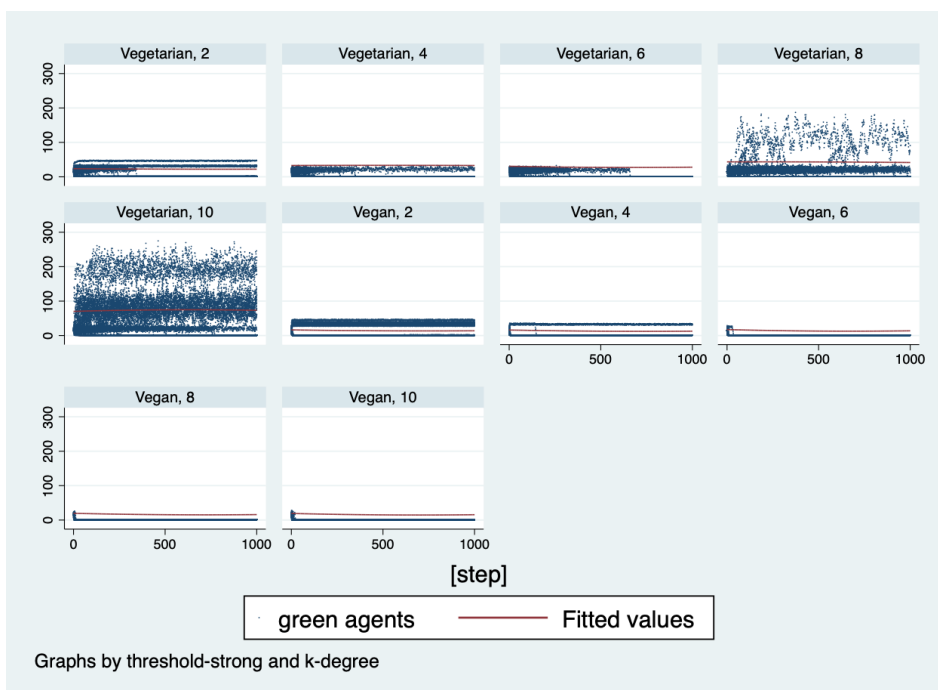 Vegetarian, 2
Vegetarian, 4
Vegetarian, 6
Vegetarian, 8
300
200
100
0
Vegetarian, 10
Vegan, 2
Vegan, 4
Vegan, 6
300
200
100
0
0 500 1000
0 500 1000
Vegan, 8
Vegan, 10
300
200
100
0
0 500 1000
0 500 1000
[step]
green agents Fitted values
Graphs by threshold-strong and k-degree